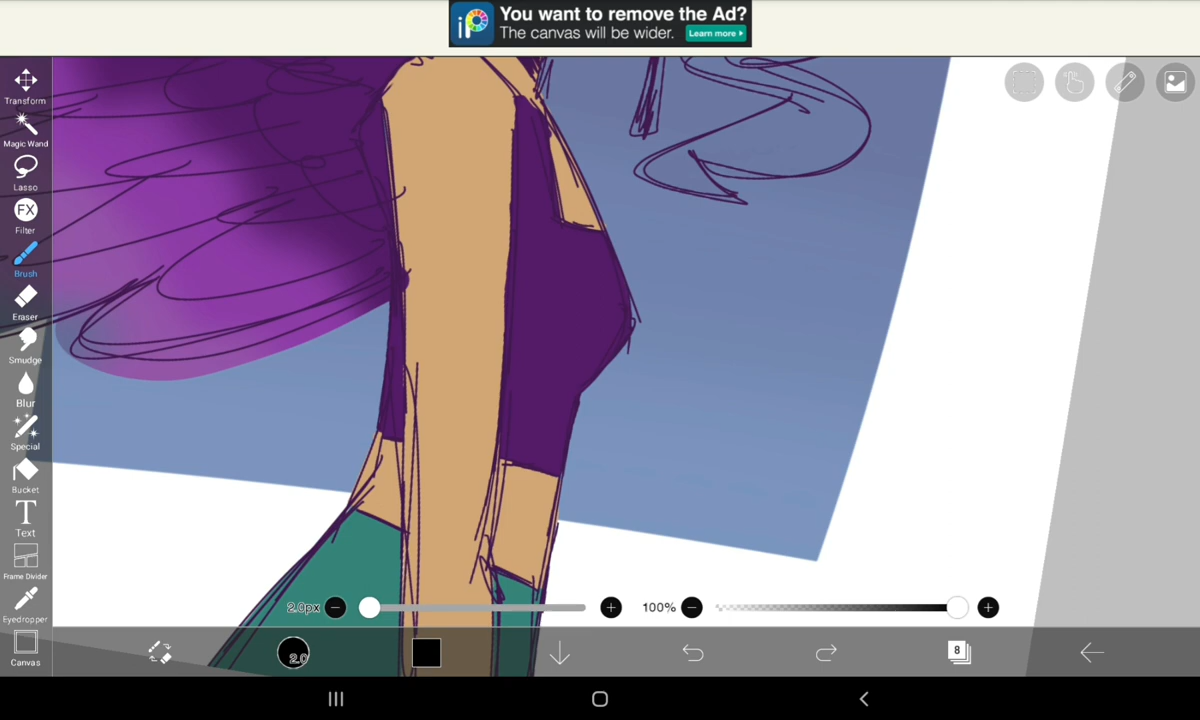 iP
You want to remove the Ad?
The canvas will be wider.
Learn more
Transform
Magic Wand
Lasso
FX
Filter
Brush
Eraser
Smudge
Blur
Special
Bucket
T
Text
Frame Divider
Eyedropper
Canvas
2.0px
100%
2.0
8